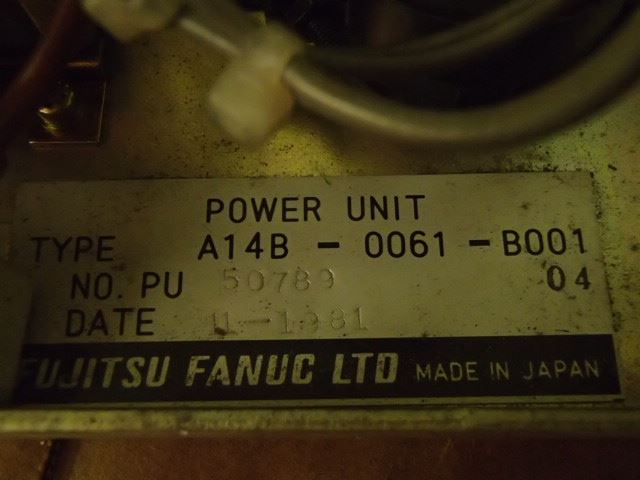 POWER UNIT
TYPE A14B - 0061 - B001
NO. PU 50789 04
DATE 11-1981
FUJITSU FANUC LTD MADE IN JAPAN